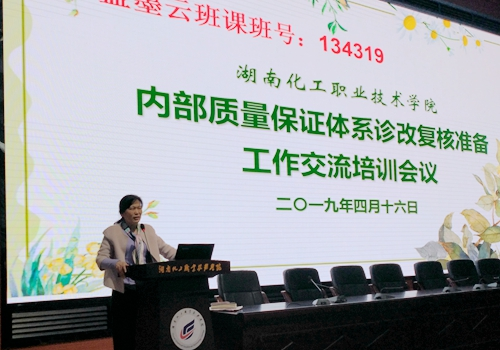 蓝墨云班课班号：134319
湖南化工职业技术学院
内部质量保证体系诊改复核准备
工作交流培训会议
二〇一九年四月十六日
湖南化工职业技术学院